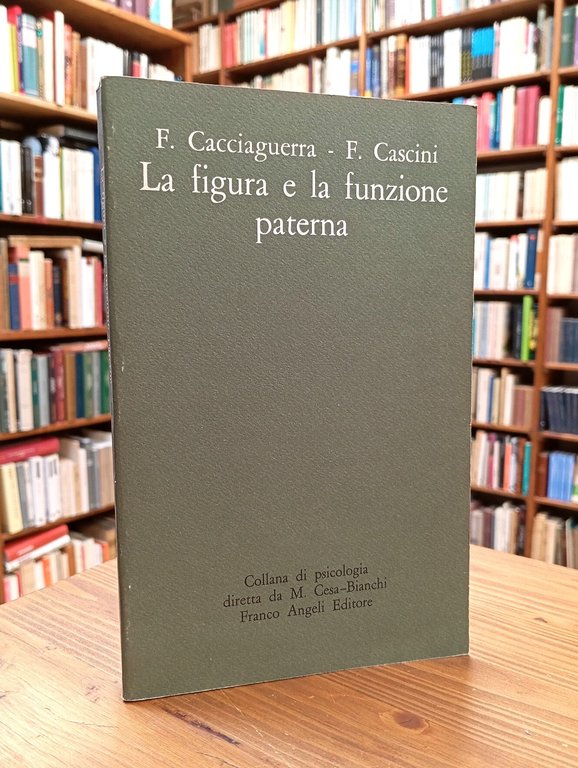 F. Cacciaguerra - F. Cascini
La figura e la funzione
paterna
Collana di psicologia
diretta da M. Cesa-Bianchi
Franco Angeli Editore